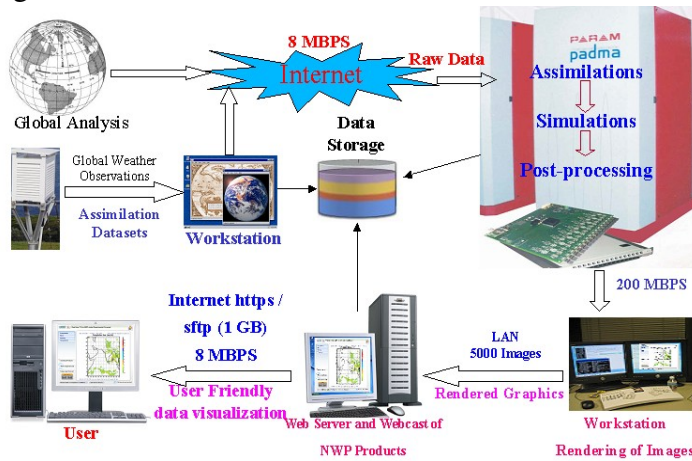 8 MBPS
Internet
Raw Data
PARAM
padma
Assimilations
Simulations
Post-processing
Global Analysis
Data
Storage
Global Weather
Observations
Assimilation
Datasets
Workstation
200 MBPS
Internet https /
sftp (1 GB)
8 MBPS
User Friendly
data visualization
User
LAN
5000 Images
Rendered Graphics
Web Server and Webcast of
NWP Products
Workstation
Rendering of Images